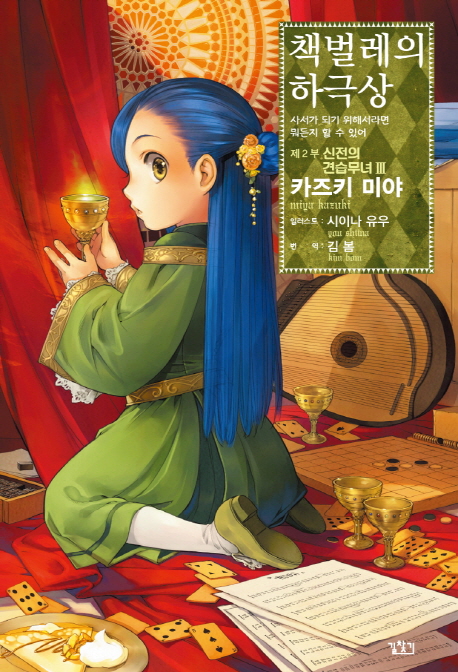 책벌레의
하극상
사서가 되기 위해서라면
뭐든지 할 수 있어
제2부 신전의
견습무녀 III
카즈키 미야
miya kazuki
일러스트 : 시이나 유우
you shiina
번 역 : 김 봄
kim bom
길찾기